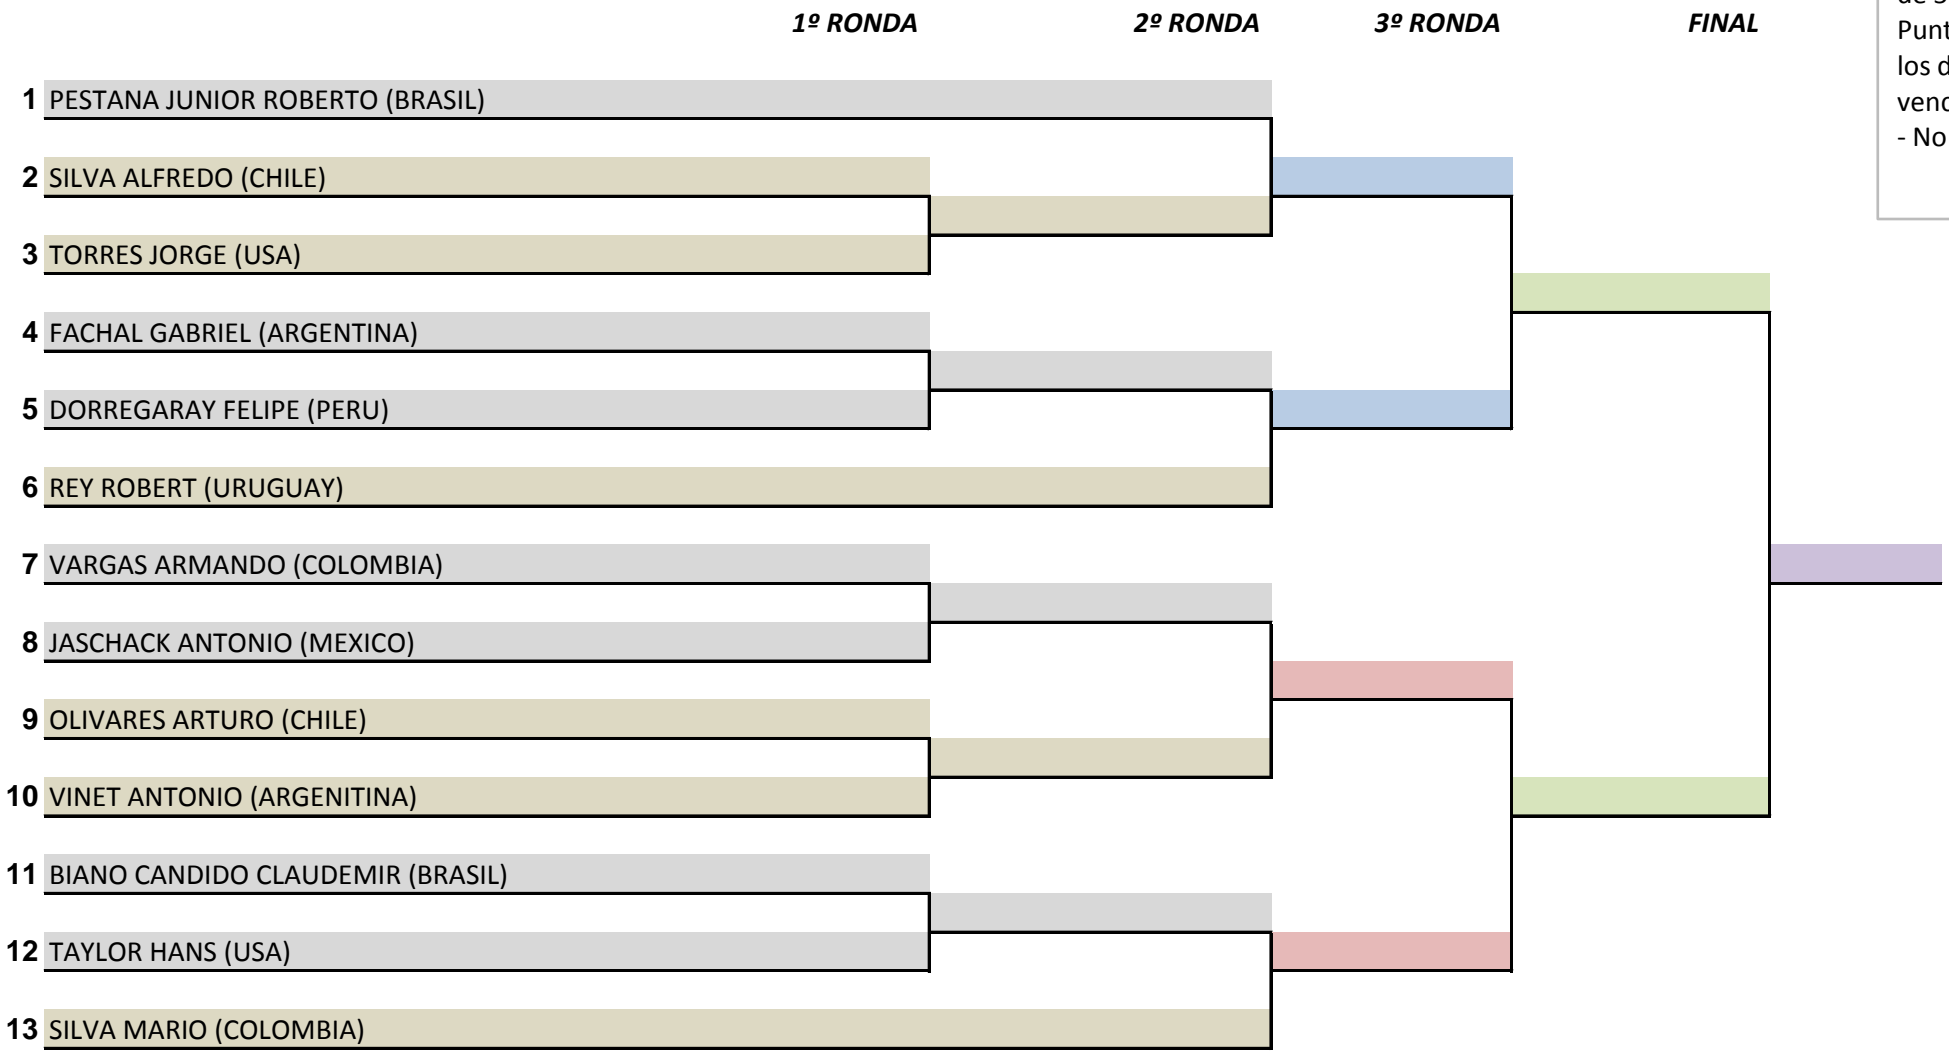 1º RONDA 2º RONDA 3º RONDA FINAL
los
- No
1 PESTANA JUNIOR ROBERTO (BRASIL)
2 SILVA ALFREDO (CHILE)
3 TORRES JORGE (USA)
4 FACHAL GABRIEL (ARGENTINA)
5 DORREGARAY FELIPE (PERU)
6 REY ROBERT (URUGUAY)
7 VARGAS ARMANDO (COLOMBIA)
8 JASCHACK ANTONIO (MEXICO)
9 OLIVARES ARTURO (CHILE)
10 VINET ANTONIO (ARGENITINA)
11 BIANO CANDIDO CLAUDEMIR (BRASIL)
12 TAYLOR HANS (USA)
13 SILVA MARIO (COLOMBIA)